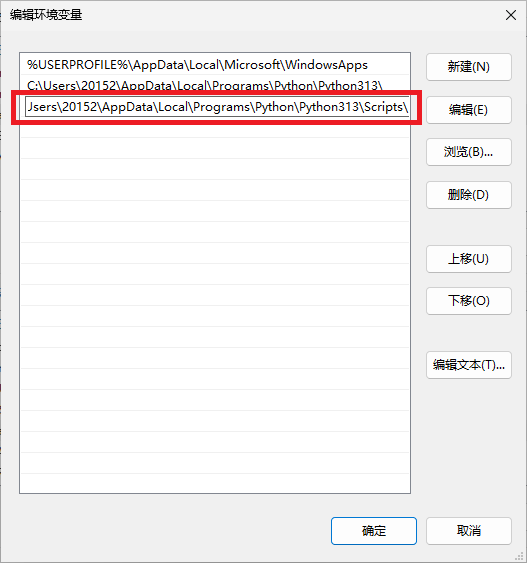 编辑环境变量
%USERPROFILE%\AppData\Local\Microsoft\WindowsApps
新建(N)
C:\Users\20152\AppData\Local\Programs\Python\Python313\
Jsers\20152\AppData\Local\Programs\Python\Python313\Scripts\
编辑(E)
浏览(B)...
删除(D)
上移(U)
下移(O)
编辑文本(T)...
确定
取消